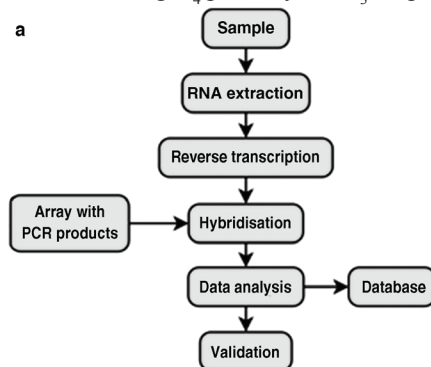 a
Sample
RNA extraction
Reverse transcription
Array with
PCR products
Hybridisation
Data analysis
Database
Validation